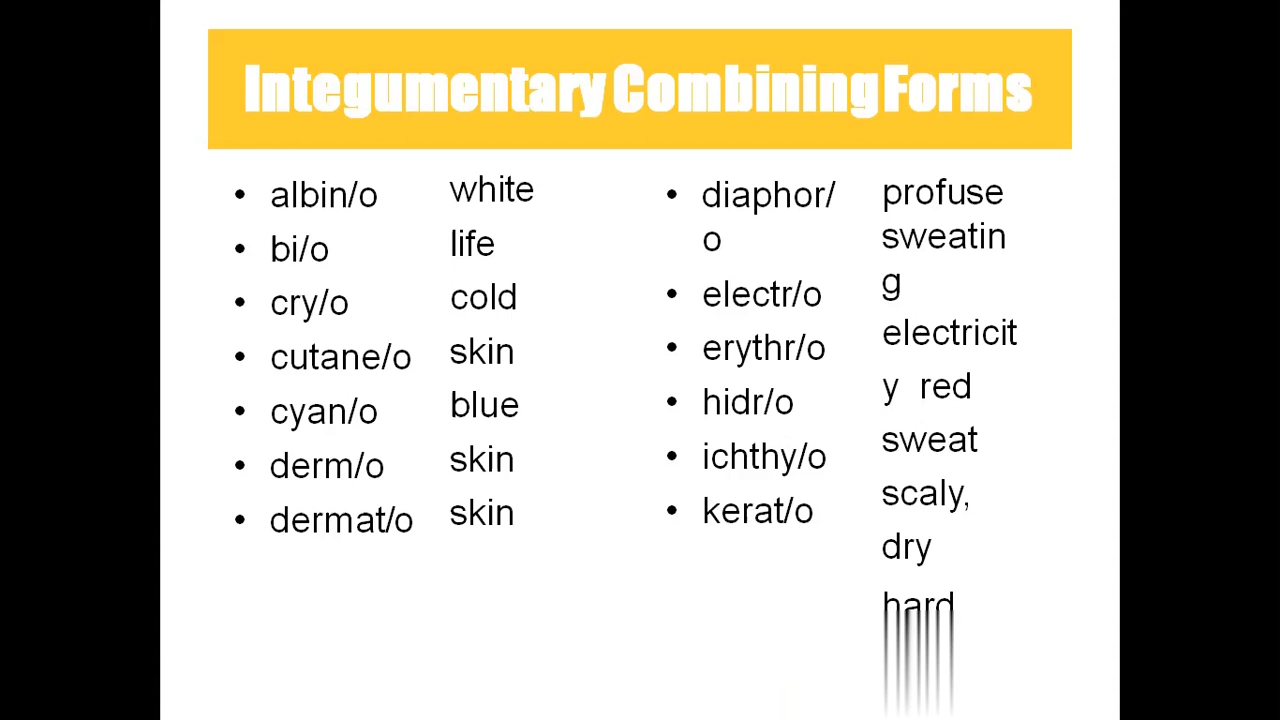 Integumentary Combining Forms
• albin/o
• bi/o
• cry/o
• cutane/o
• cyan/o
• derm/o
• dermat/o
white
life
cold
skin
blue
skin
skin
• diaphor/
o
• electr/o
• erythr/o
• hidr/o
• ichthy/o
• kerat/o
profuse
sweatin
g
electricit
y red
sweat
scaly,
dry
hard